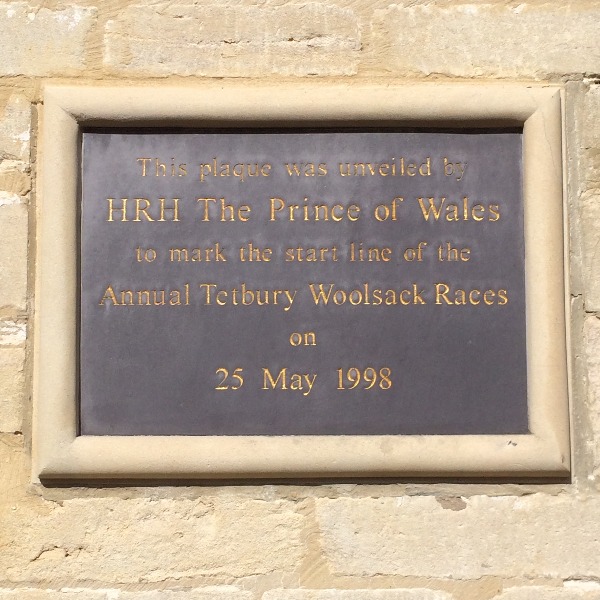 This plaque was unveiled by
HRH The Prince of Wales
to mark the start line of the
Annual Tetbury Woolsack Races
on
25 May 1998